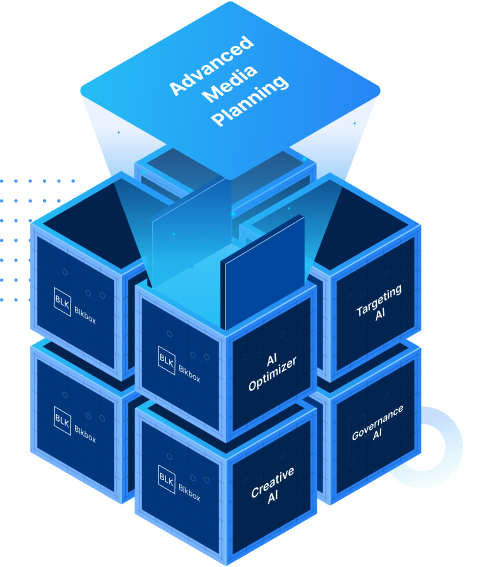 Advanced
Media
Planning
Targeting
AI
BLK Blkbox
BLK Blkbox
AI
Optimizer
Governance
AI
BLK Blkbox
BLK Blkbox
Creative
AI